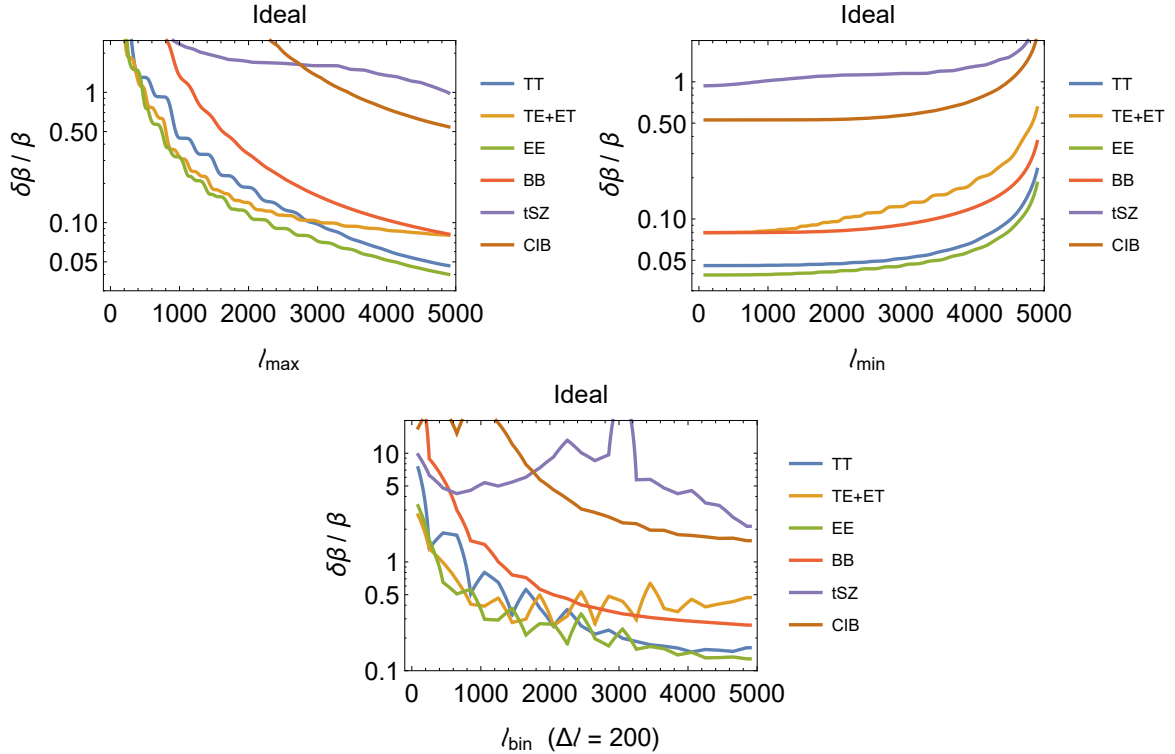 Ideal
δβ / β
1
0.50
0.10
0.05
0 1000 2000 3000 4000 5000
ℓmax
TT
TE+ET
EE
BB
tSZ
CIB
Ideal
δβ / β
1
0.50
0.10
0.05
0 1000 2000 3000 4000 5000
ℓmin
TT
TE+ET
EE
BB
tSZ
CIB
Ideal
δβ / β
10
5
1
0.5
0.1
0 1000 2000 3000 4000 5000
ℓbin (Δℓ = 200)
TT
TE+ET
EE
BB
tSZ
CIB